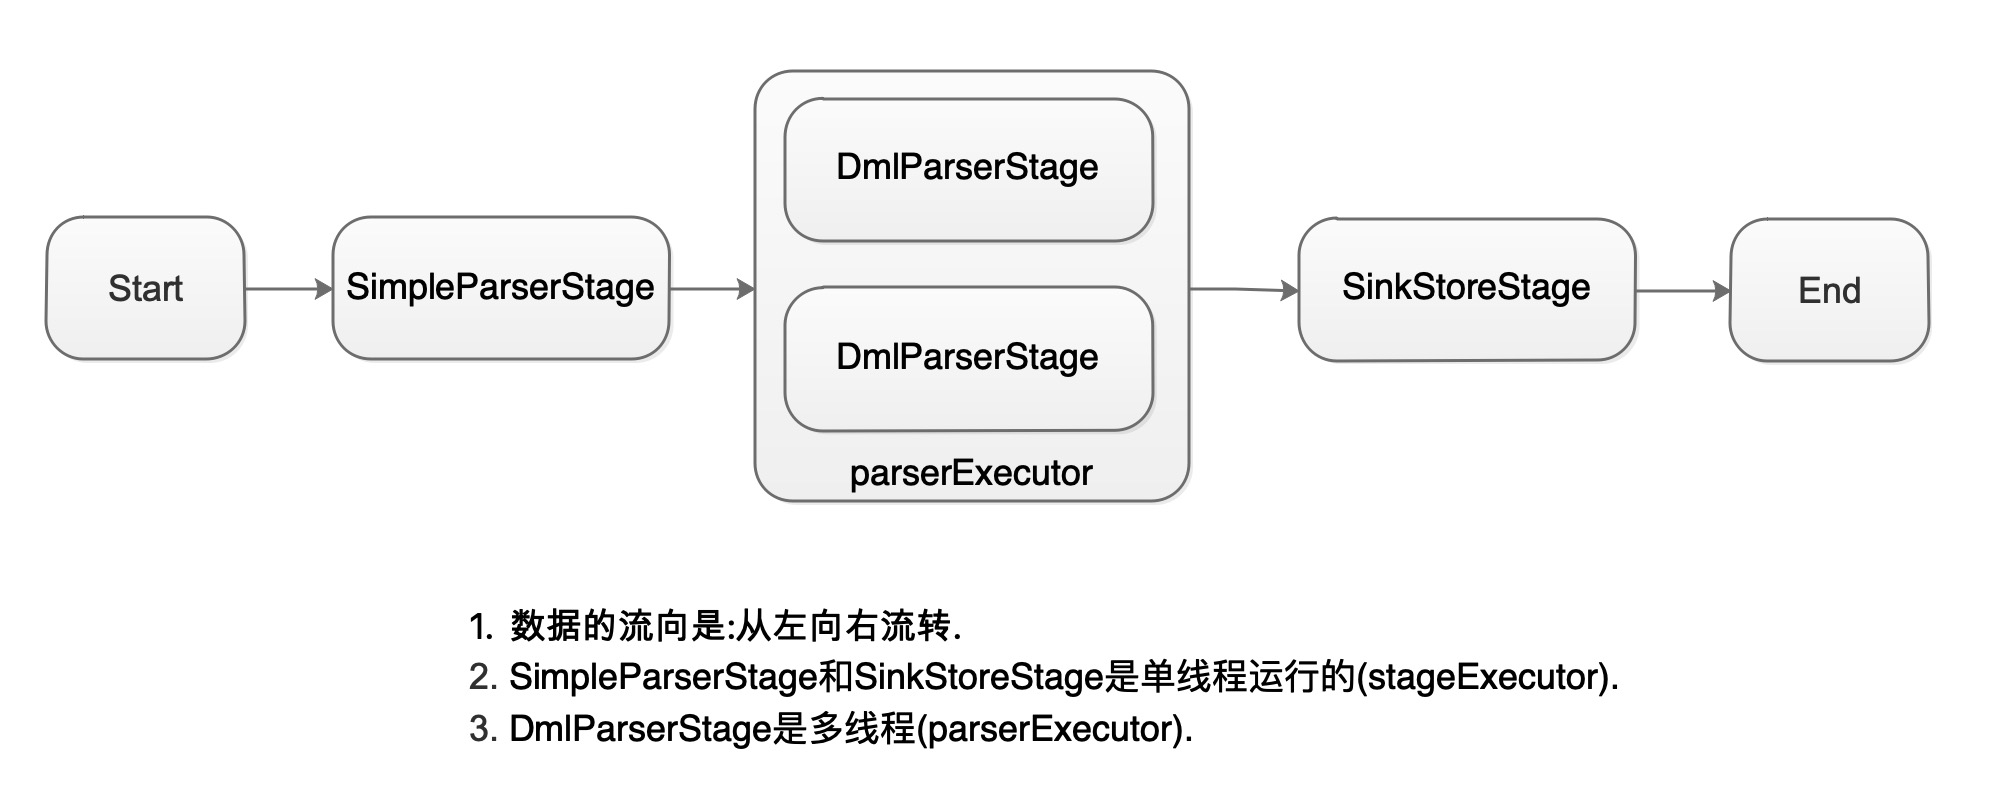 Start
SimpleParserStage
DmlParserStage
DmlParserStage
parserExecutor
SinkStoreStage
End
1. 数据的流向是:从左向右流转.
2. SimpleParserStage和SinkStoreStage是单线程运行的(stageExecutor).
3. DmlParserStage是多线程(parserExecutor).